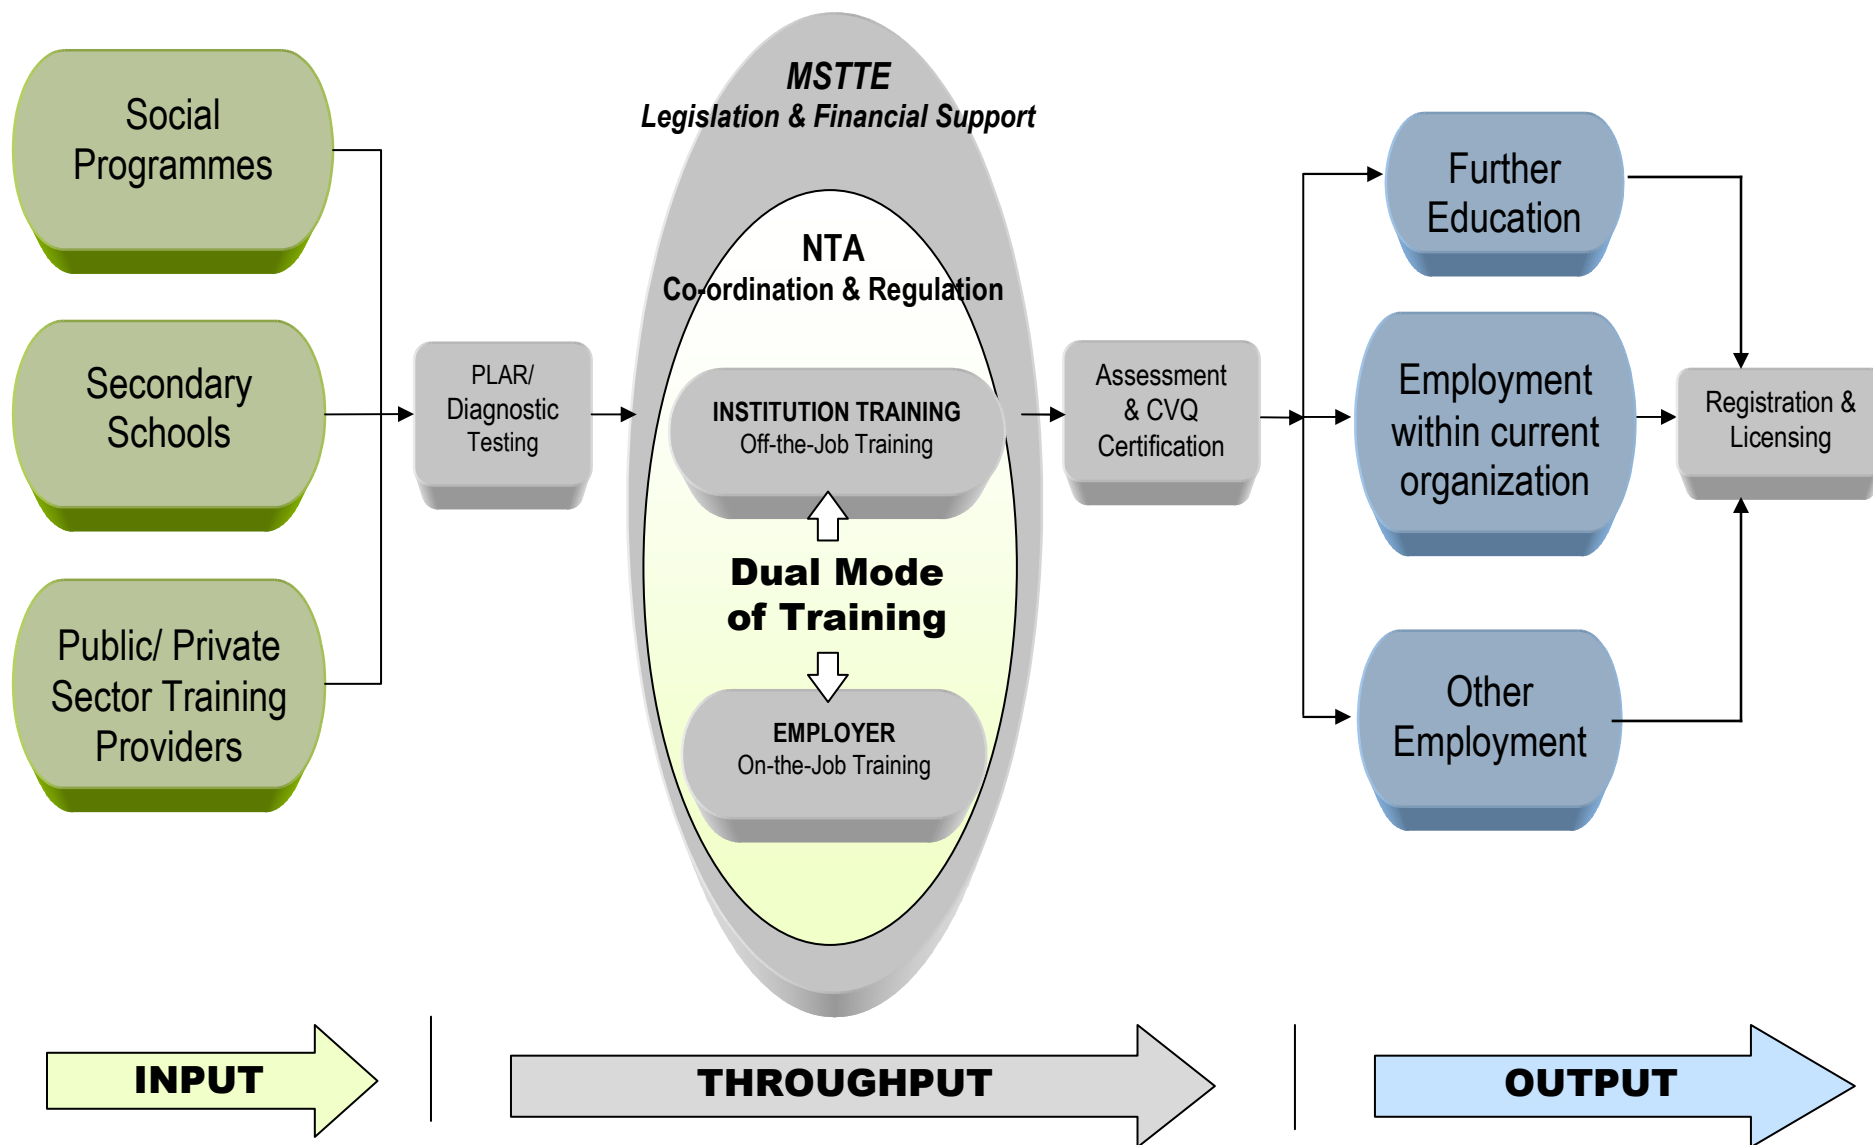 Social
Programmes
Secondary
Schools
Public/ Private
Sector Training
Providers
PLAR/
Diagnostic
Testing
MSTTE
Legislation & Financial Support
NTA
Co-ordination & Regulation
INSTITUTION TRAINING
Off-the-Job Training
Dual Mode
of Training
EMPLOYER
On-the-Job Training
Assessment
& CVQ
Certification
Further
Education
Employment
within current
organization
Other
Employment
Registration &
Licensing
INPUT
THROUGHPUT
OUTPUT